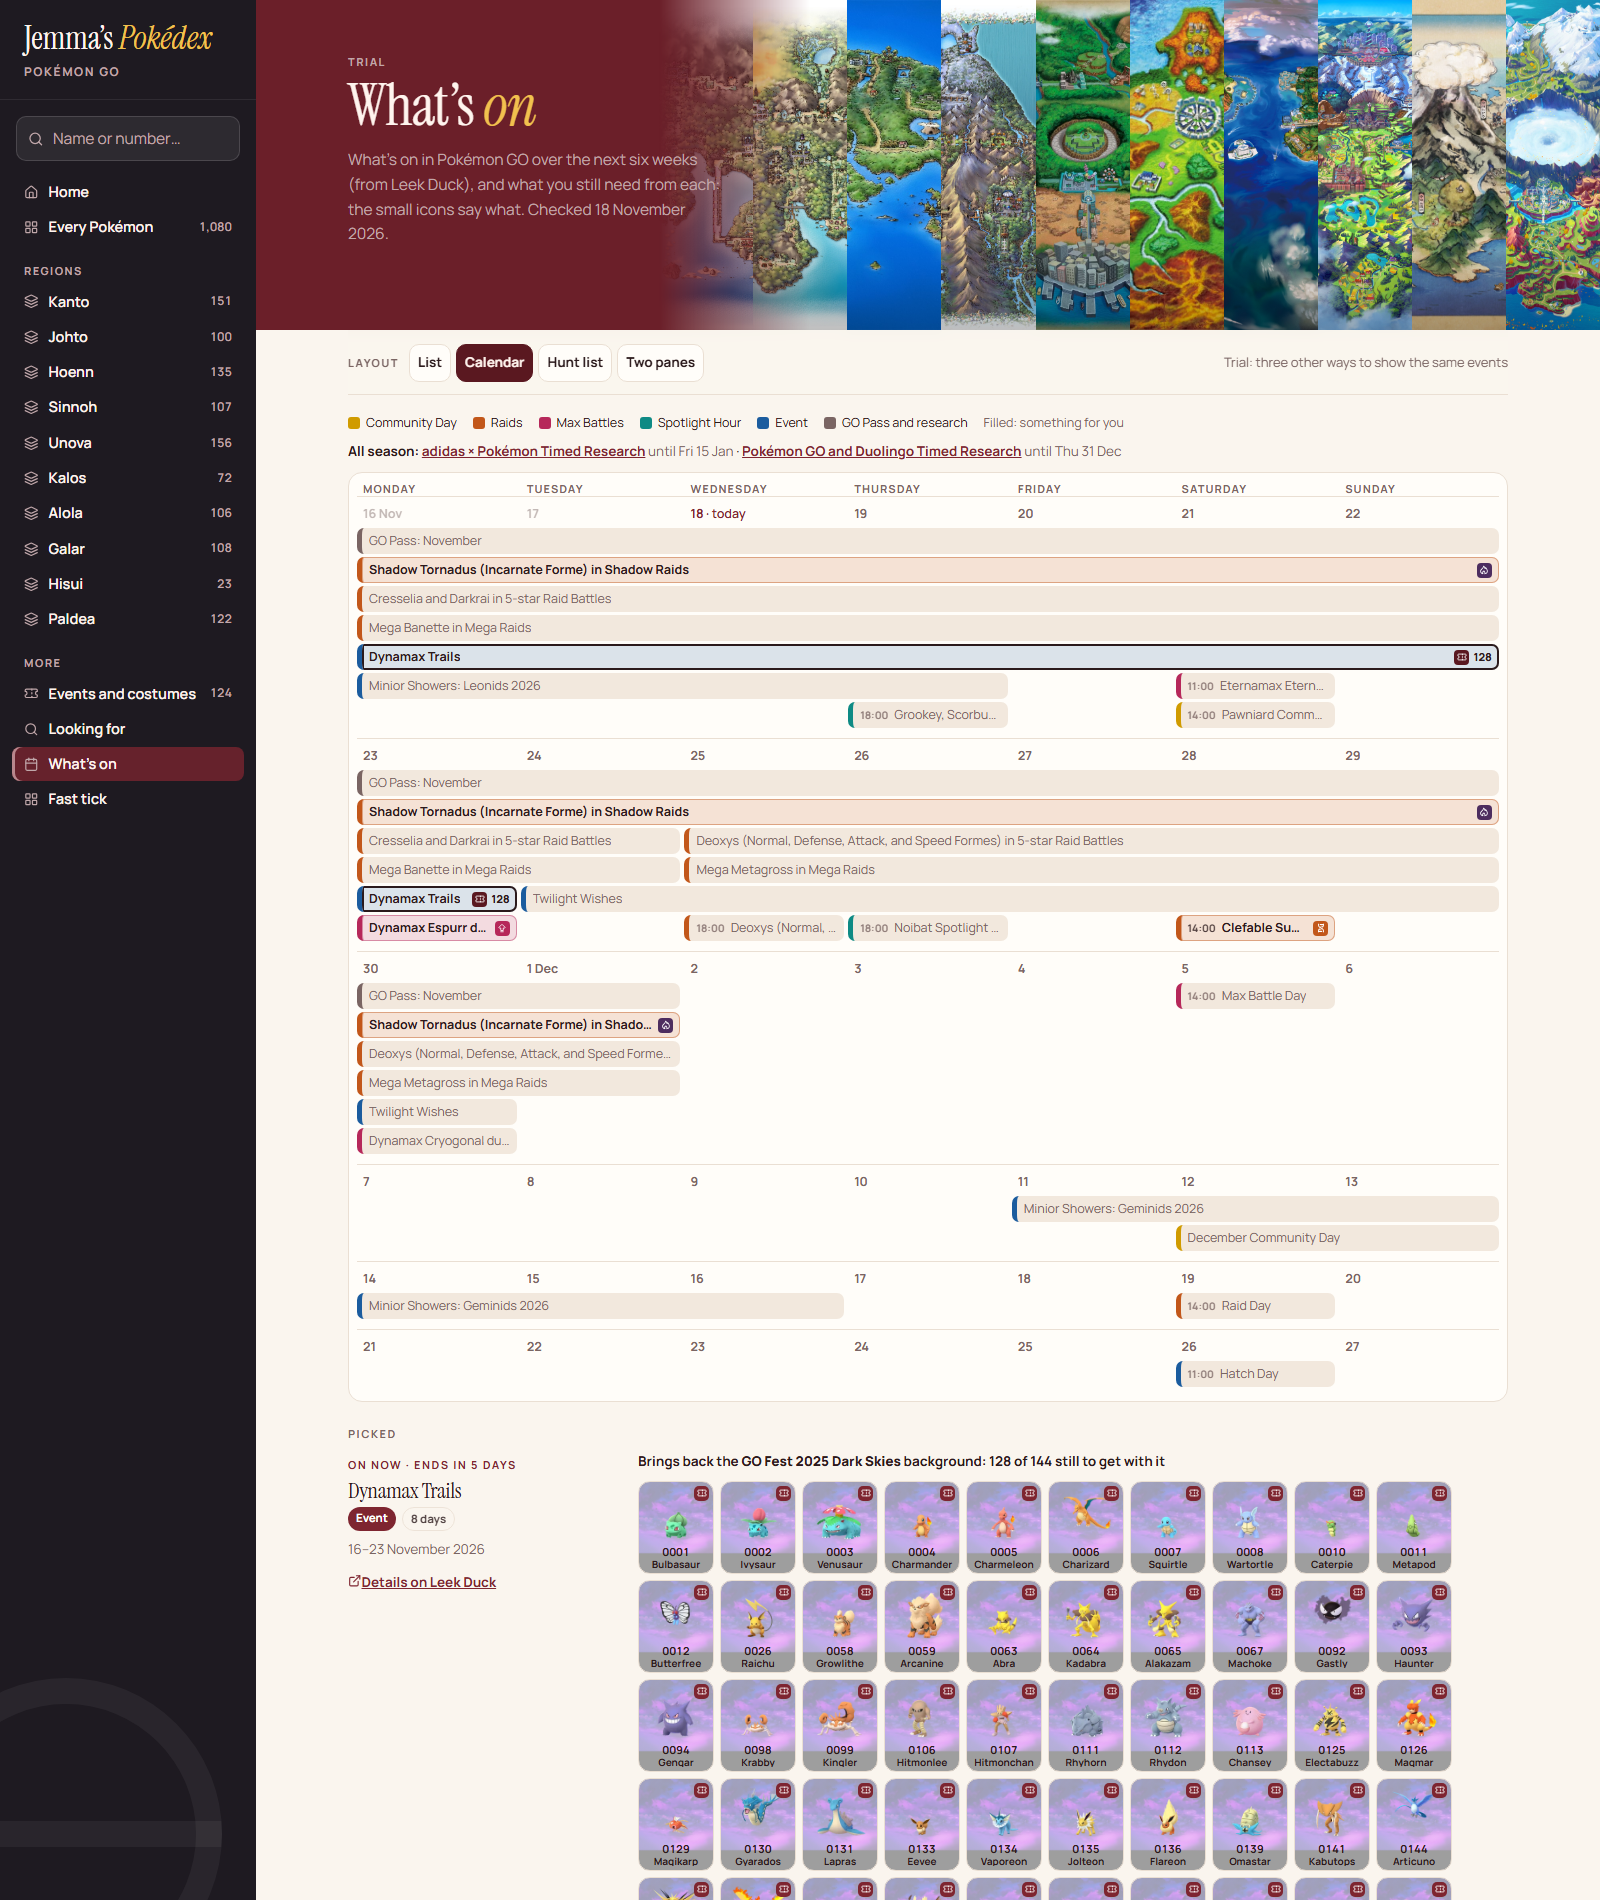 Jemma's Pokédex
POKÉMON GO
Name or number...
Home
Every Pokémon 1,080
REGIONS
Kanto 151
Johto 100
Hoenn 135
Sinnoh 107
Unova 156
Kalos 72
Alola 106
Galar 108
Hisui 23
Paldea 122
MORE
Events and costumes 124
Looking for
What's on
Fast tick
TRIAL
What's on
What's on in Pokémon GO over the next six weeks
(from Leek Duck), and what you still need from each:
the small icons say what. Checked 18 November
2026.
LAYOUT List Calendar Hunt list Two panes
Trial: three other ways to show the same events
Community Day Raids Max Battles Spotlight Hour Event GO Pass and research Filled: something for you
All season: adidas × Pokémon Timed Research until Fri 15 Jan · Pokémon GO and Duolingo Timed Research until Thu 31 Dec
MONDAY TUESDAY WEDNESDAY THURSDAY FRIDAY SATURDAY SUNDAY
16 Nov 17 18 · today 19 20 21 22
GO Pass: November
Shadow Tornadus (Incarnate Forme) in Shadow Raids
Cresselia and Darkrai in 5-star Raid Battles
Mega Banette in Mega Raids
Dynamax Trails 128
Minior Showers: Leonids 2026 11:00 Eternamax Etern...
18:00 Grookey, Scorbu... 14:00 Pawniard Comm...
23 24 25 26 27 28 29
GO Pass: November
Shadow Tornadus (Incarnate Forme) in Shadow Raids
Cresselia and Darkrai in 5-star Raid Battles Deoxys (Normal, Defense, Attack, and Speed Formes) in 5-star Raid Battles
Mega Banette in Mega Raids Mega Metagross in Mega Raids
Dynamax Trails 128 Twilight Wishes
Dynamax Espurr d... 18:00 Deoxys (Normal, ... 18:00 Noibat Spotlight ... 14:00 Clefable Su...
30 1 Dec 2 3 4 5 6
GO Pass: November 14:00 Max Battle Day
Shadow Tornadus (Incarnate Forme) in Shado...
Deoxys (Normal, Defense, Attack, and Speed Forme...
Mega Metagross in Mega Raids
Twilight Wishes
Dynamax Cryogonal du...
7 8 9 10 11 12 13
Minior Showers: Geminids 2026
December Community Day
14 15 16 17 18 19 20
Minior Showers: Geminids 2026 14:00 Raid Day
21 22 23 24 25 26 27
11:00 Hatch Day
PICKED
ON NOW · ENDS IN 5 DAYS
Dynamax Trails
Event 8 days
16–23 November 2026
Details on Leek Duck
Brings back the GO Fest 2025 Dark Skies background: 128 of 144 still to get with it
0001 0002 0003 0004 0005 0006 0007 0008 0010 0011
Bulbasaur Ivysaur Venusaur Charmander Charmeleon Charizard Squirtle Wartortle Caterpie Metapod
0012 0026 0058 0059 0063 0064 0065 0067 0092 0093
Butterfree Raichu Growlithe Arcanine Abra Kadabra Alakazam Machoke Gastly Haunter
0094 0098 0099 0106 0107 0111 0112 0113 0125 0126
Gengar Krabby Kingler Hitmonlee Hitmonchan Rhyhorn Rhydon Chansey Electabuzz Magmar
0129 0130 0131 0133 0134 0135 0136 0139 0141 0144
Magikarp Gyarados Lapras Eevee Vaporeon Jolteon Flareon Omastar Kabutops Articuno